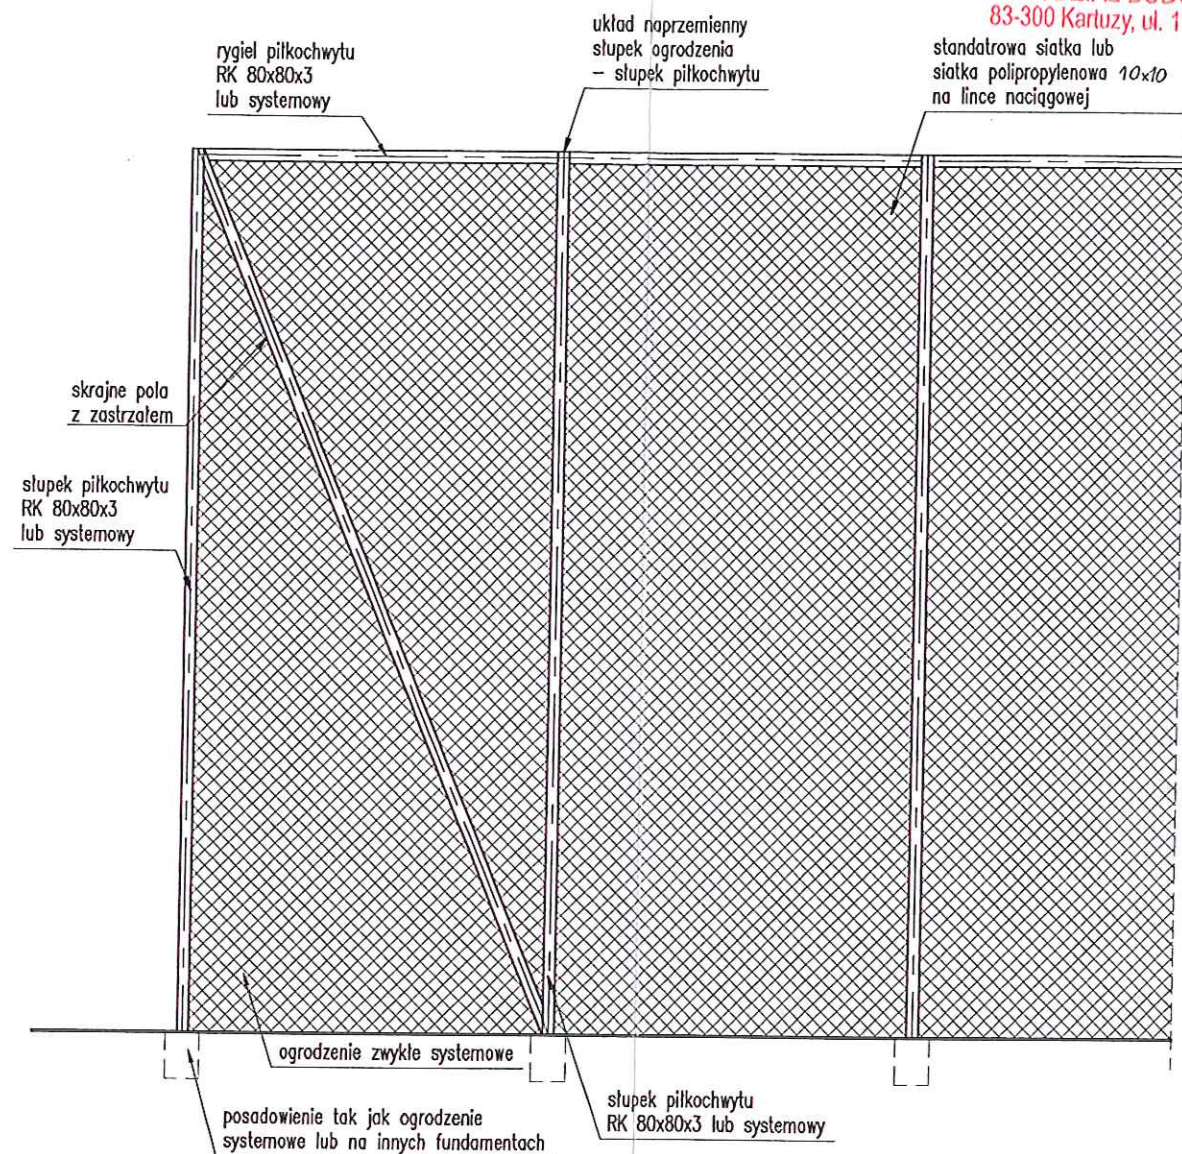 83-300 Kartuzy, ul. 1
rygiel piłkochwytu
RK 80x80x3
lub systemowy
układ naprzemienny
słupek ogrodzenia
– słupek piłkochwytu
standatrowa siatka lub
siatka polipropylenowa 10x10
na lince naciągowej
skrajne pola
z zastrzałem
słupek piłkochwytu
RK 80x80x3
lub systemowy
ogrodzenie zwykłe systemowe
posadowienie tak jak ogrodzenie
systemowe lub na innych fundamentach
słupek piłkochwytu
RK 80x80x3 lub systemowy